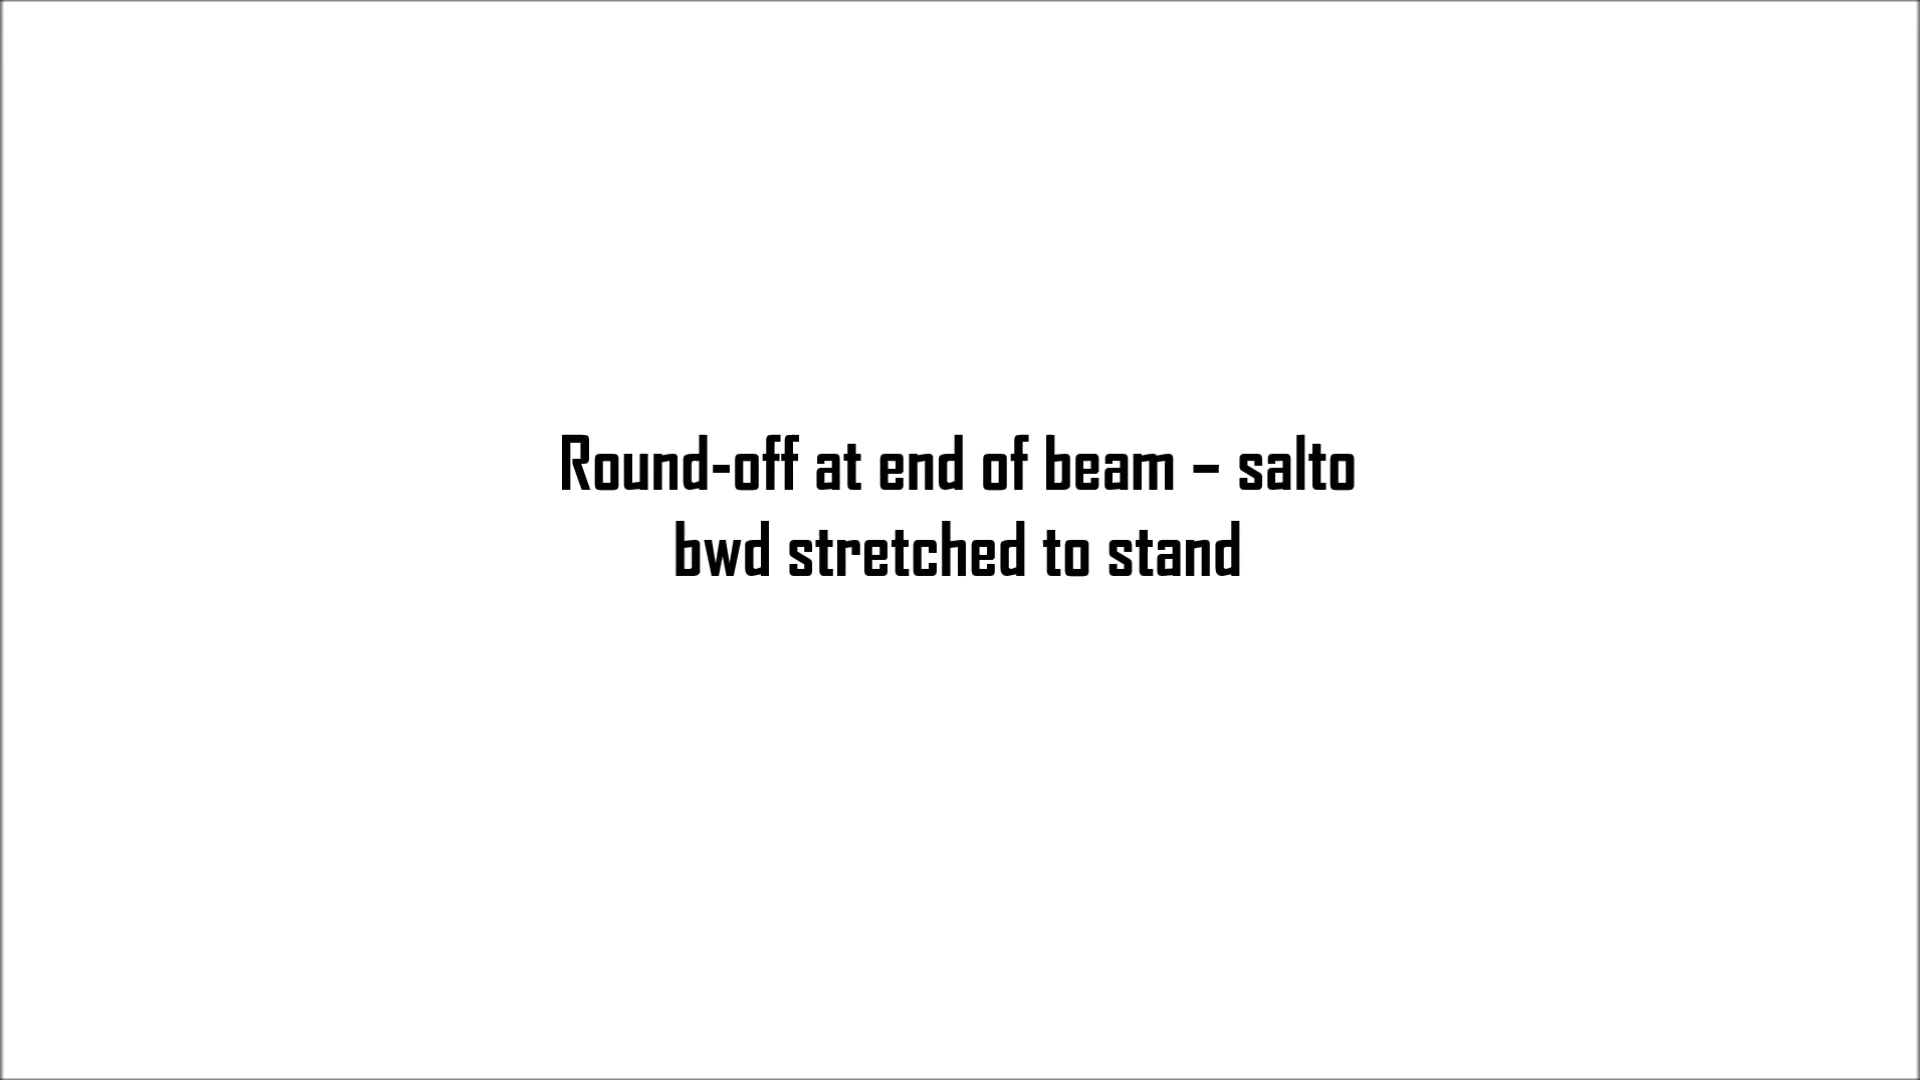 Round-off at end of beam – salto
bwd stretched to stand